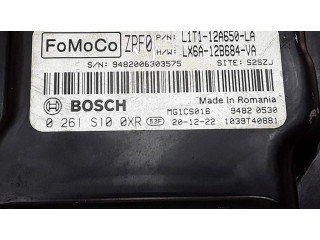 FoMoCo ZPF0 P/N: L1T1-12A650-LA
H/W: LX6A-12B684-VA
S/N: 9482006303575 SITE: S2SZJ
BOSCH Made in Romania
MG1CS016 9482 0530
0 261 S10 0XR 53F 20-12-22 1039T40881